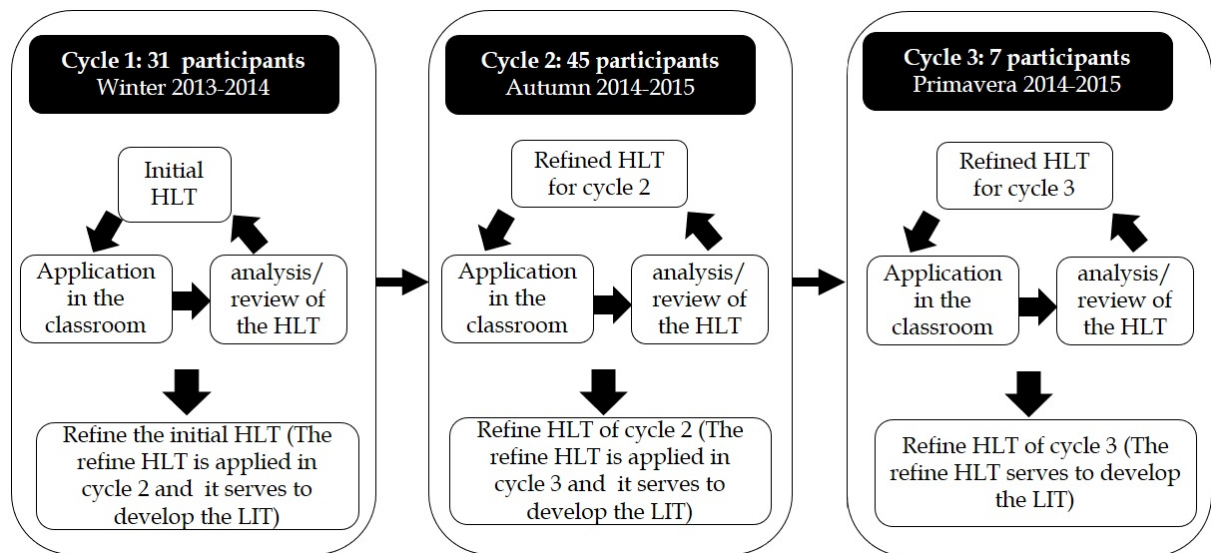 Cycle 1: 31 participants
Winter 2013-2014
Initial
HLT
Application
in the
classroom
analysis/
review of
the HLT
Refine the initial HLT (The
refine HLT is applied in
cycle 2 and it serves to
develop the LIT)
Cycle 2: 45 participants
Autumn 2014-2015
Refined HLT
for cycle 2
Application
in the
classroom
analysis/
review of
the HLT
Refine HLT of cycle 2 (The
refine HLT is applied in
cycle 3 and it serves to
develop the LIT)
Cycle 3: 7 participants
Primavera 2014-2015
Refined HLT
for cycle 3
Application
in the
classroom
analysis/
review of
the HLT
Refine HLT of cycle 3 (The
refine HLT serves to develop
the LIT)